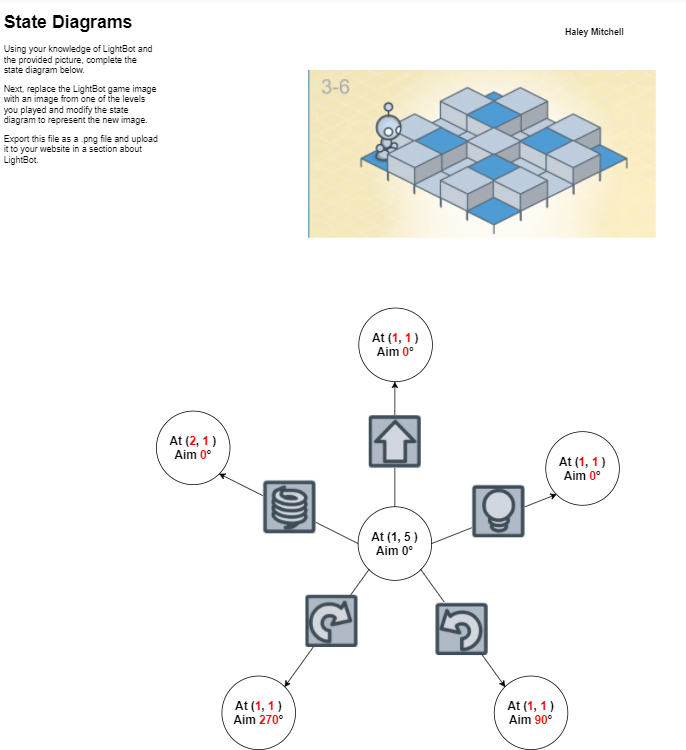 State Diagrams
Haley Mitchell
Using your knowledge of LightBot and
the provided picture, complete the
state diagram below.
Next, replace the LightBot game image
with an image from one of the levels
you played and modify the state
diagram to represent the new image.
Export this file as a .png file and upload
it to your website in a section about
LightBot.
3-6
At (1, 1 )
Aim 0°
At (2, 1 )
Aim 0°
At (1, 1 )
Aim 0°
At (1, 5 )
Aim 0°
At (1, 1 )
Aim 270°
At (1, 1 )
Aim 90°